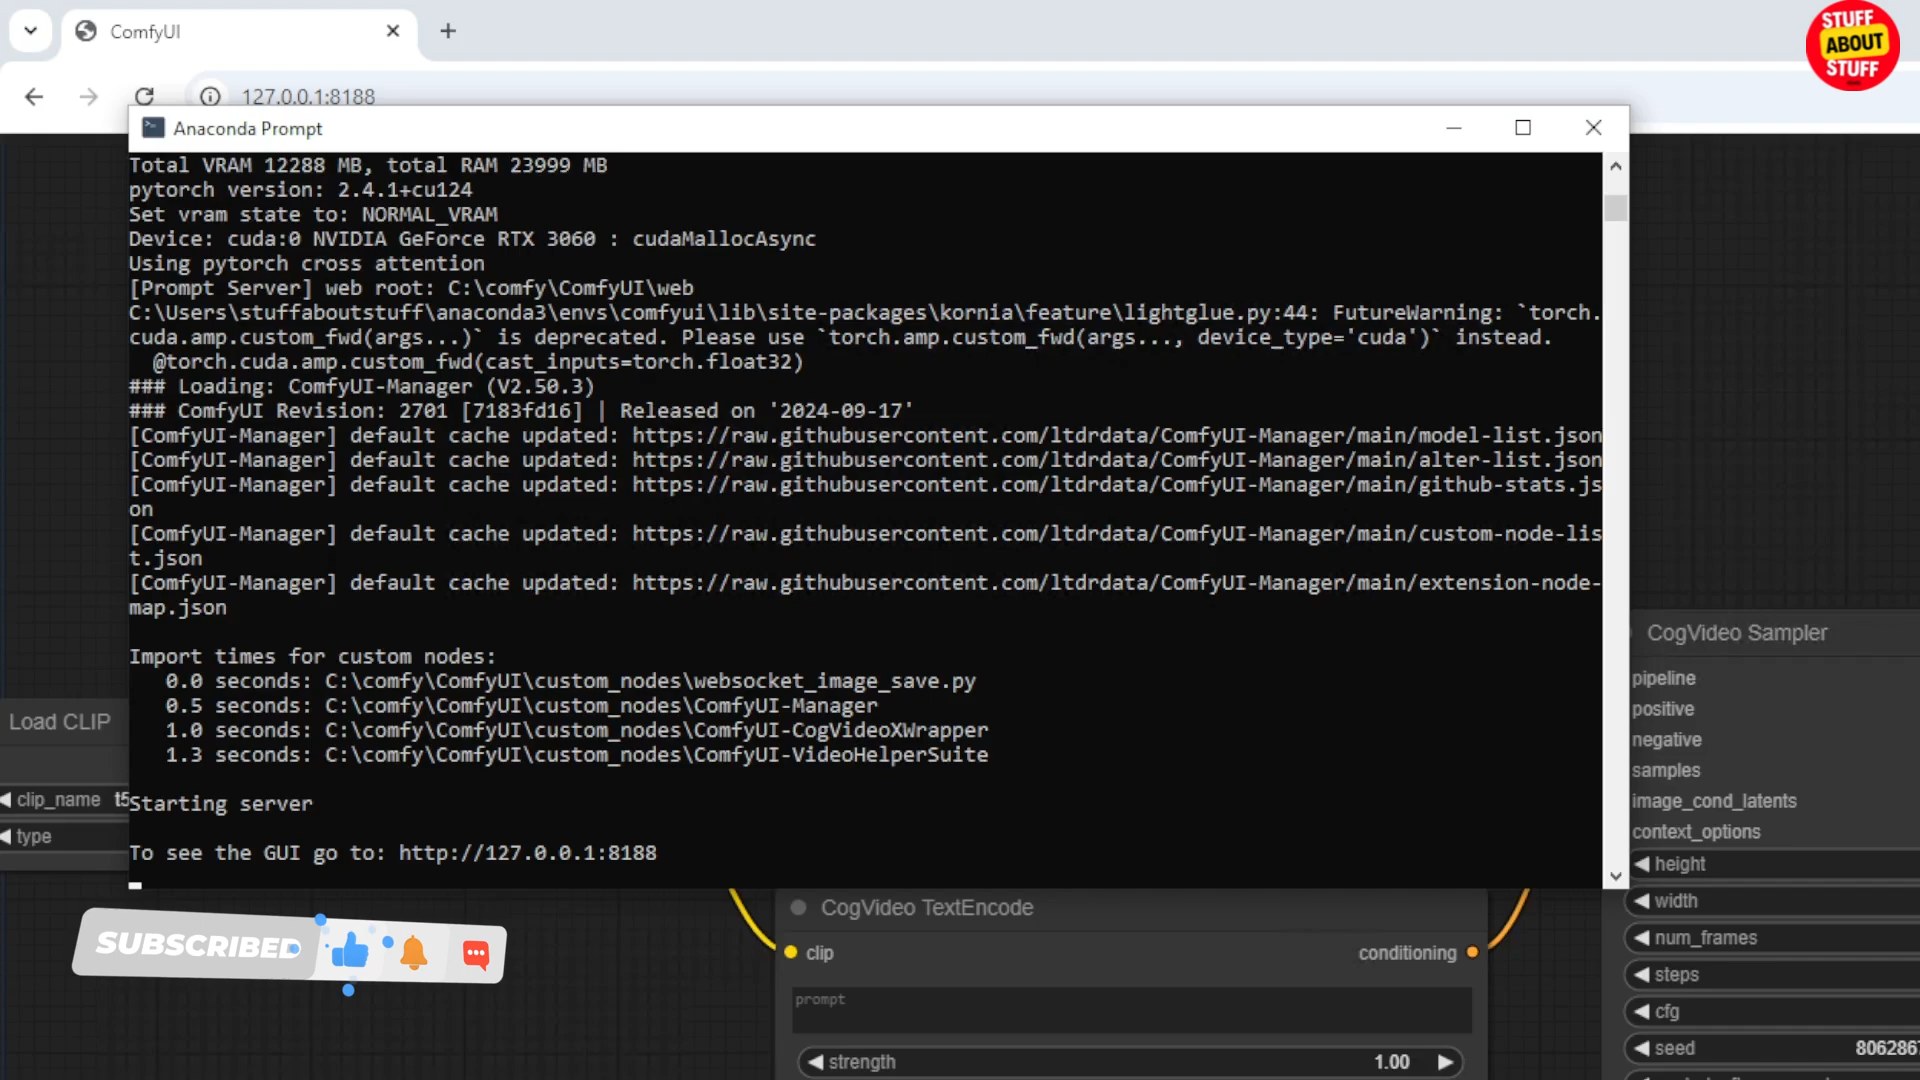 ComfyUI
STUFF
ABOUT
STUFF
127.0.0.1:8188
Anaconda Prompt
Total VRAM 12288 MB, total RAM 23999 MB
pytorch version: 2.4.1+cu124
Set vram state to: NORMAL_VRAM
Device: cuda:0 NVIDIA GeForce RTX 3060 : cudaMallocAsync
Using pytorch cross attention
[Prompt Server] web root: C:\comfy\ComfyUI\web
C:\Users\stuffaboutstuff\anaconda3\envs\comfyui\lib\site-packages\kornia\feature\lightglue.py:44: FutureWarning: `torch.
cuda.amp.custom_fwd(args...)` is deprecated. Please use `torch.amp.custom_fwd(args..., device_type='cuda')` instead.
@torch.cuda.amp.custom_fwd(cast_inputs=torch.float32)
### Loading: ComfyUI-Manager (V2.50.3)
### ComfyUI Revision: 2701 [7183fd16] | Released on '2024-09-17'
[ComfyUI-Manager] default cache updated: https://raw.githubusercontent.com/ltdrdata/ComfyUI-Manager/main/model-list.json
[ComfyUI-Manager] default cache updated: https://raw.githubusercontent.com/ltdrdata/ComfyUI-Manager/main/alter-list.json
[ComfyUI-Manager] default cache updated: https://raw.githubusercontent.com/ltdrdata/ComfyUI-Manager/main/github-stats.js
on
[ComfyUI-Manager] default cache updated: https://raw.githubusercontent.com/ltdrdata/ComfyUI-Manager/main/custom-node-lis
t.json
[ComfyUI-Manager] default cache updated: https://raw.githubusercontent.com/ltdrdata/ComfyUI-Manager/main/extension-node-
map.json
Import times for custom nodes:
0.0 seconds: C:\comfy\ComfyUI\custom_nodes\websocket_image_save.py
0.5 seconds: C:\comfy\ComfyUI\custom_nodes\ComfyUI-Manager
1.0 seconds: C:\comfy\ComfyUI\custom_nodes\ComfyUI-CogVideoXWrapper
1.3 seconds: C:\comfy\ComfyUI\custom_nodes\ComfyUI-VideoHelperSuite
Starting server
To see the GUI go to: http://127.0.0.1:8188
Load CLIP
clip_name t5
type
CogVideo Sampler
pipeline
positive
negative
samples
image_cond_latents
context_options
height
width
num_frames
steps
cfg
seed 806286
CogVideo TextEncode
clip conditioning
prompt
strength 1.00
SUBSCRIBED